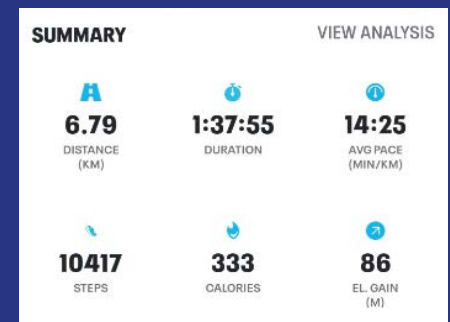 SUMMARY
VIEW ANALYSIS
6.79
1:37:55
14:25
DISTANCE
(KM)
DURATION
AVG PACE
(MIN/KM)
10417
333
86
STEPS
CALORIES
EL. GAIN
(M)